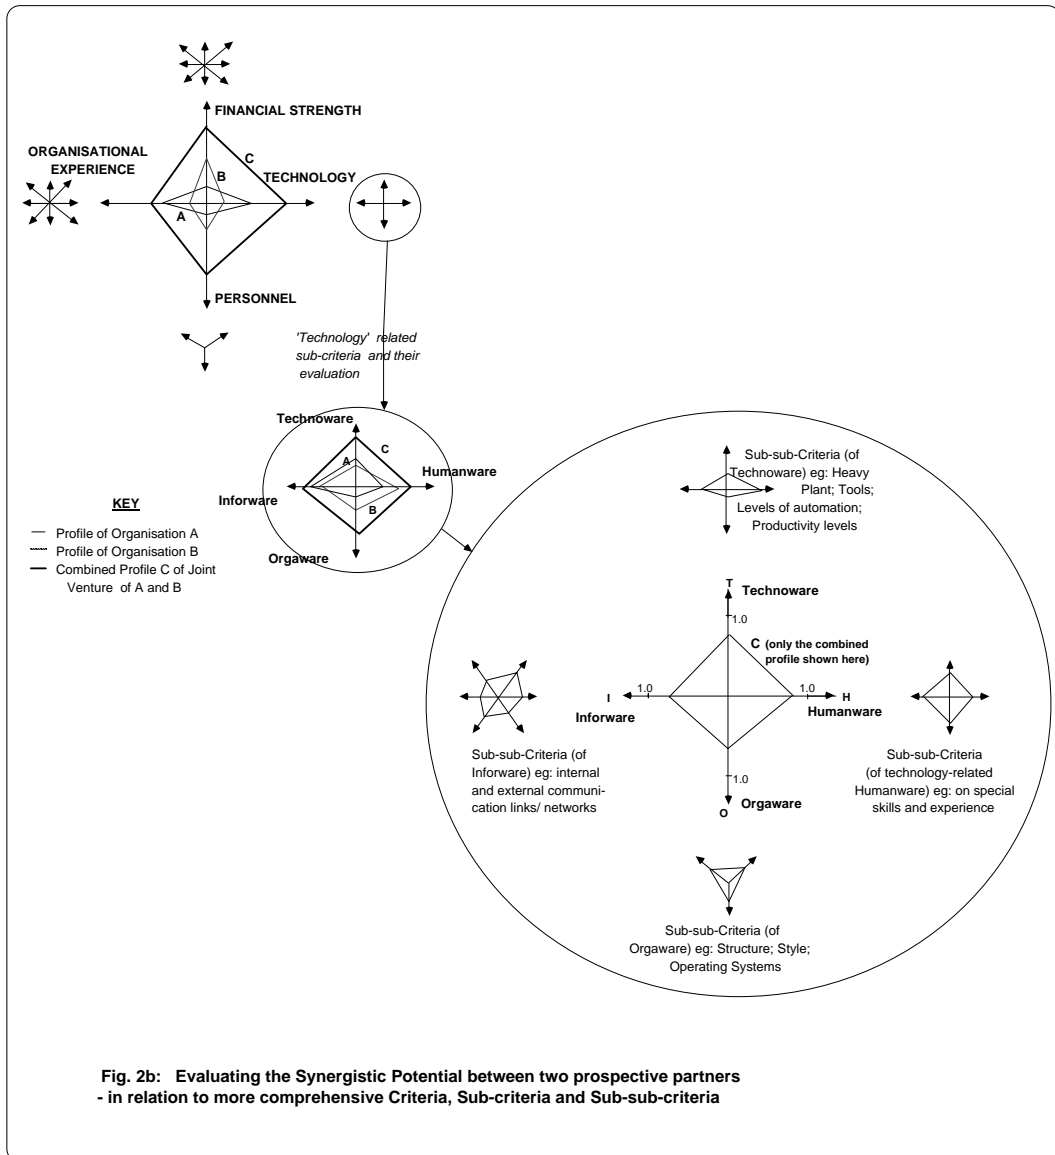 FINANCIAL STRENGTH
ORGANISATIONAL
EXPERIENCE
C
B
TECHNOLOGY
A
PERSONNEL
'Technology' related
sub-criteria and their
evaluation
Technoware
C
A
Humanware
Inforware
B
Orgaware
KEY
Profile of Organisation A
Profile of Organisation B
Combined Profile C of Joint
Venture of A and B
Sub-sub-Criteria (of
Technoware) eg: Heavy
Plant; Tools;
Levels of automation;
Productivity levels
T
Technoware
1.0
C (only the combined
profile shown here)
I
1.0
1.0
H
Inforware
Humanware
Sub-sub-Criteria (of
Inforware) eg: internal
and external communi-
cation links/ networks
Sub-sub-Criteria
(of technology-related
Humanware) eg: on special
skills and experience
1.0
Orgaware
O
Sub-sub-Criteria (of
Orgaware) eg: Structure; Style;
Operating Systems
Fig. 2b: Evaluating the Synergistic Potential between two prospective partners
- in relation to more comprehensive Criteria, Sub-criteria and Sub-sub-criteria